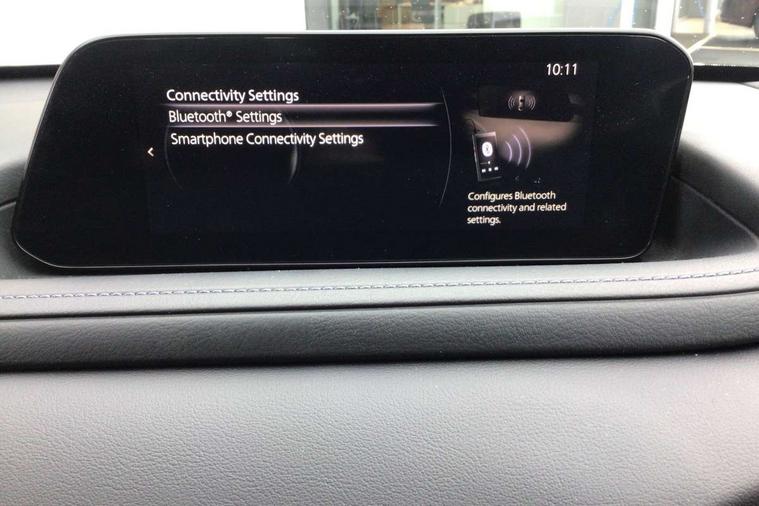 10:11
Connectivity Settings
Bluetooth® Settings
Smartphone Connectivity Settings
Configures Bluetooth
connectivity and related
settings.